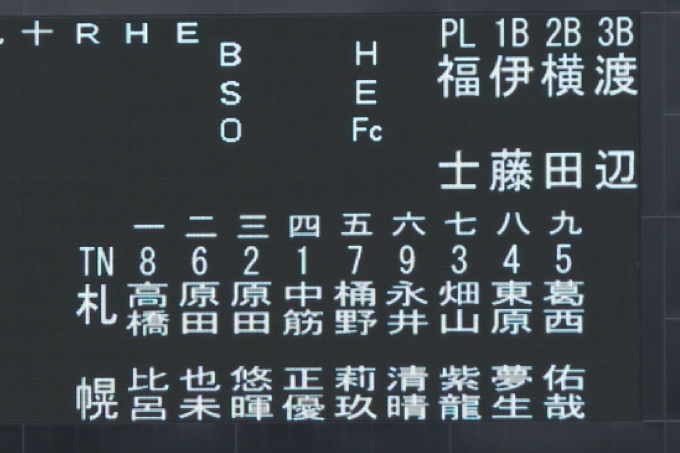 十 R H E
B
S
O
H
E
Fc
PL 1B 2B 3B
福士 伊藤 横田 渡辺
一 二 三 四 五 六 七 八 九
TN 8 6 2 1 7 9 3 4 5
札幌
高橋比呂
原田也未
原田悠暉
中筋正優
桶野莉玖
永井清晴
畑山紫龍
東原夢生
葛西佑哉